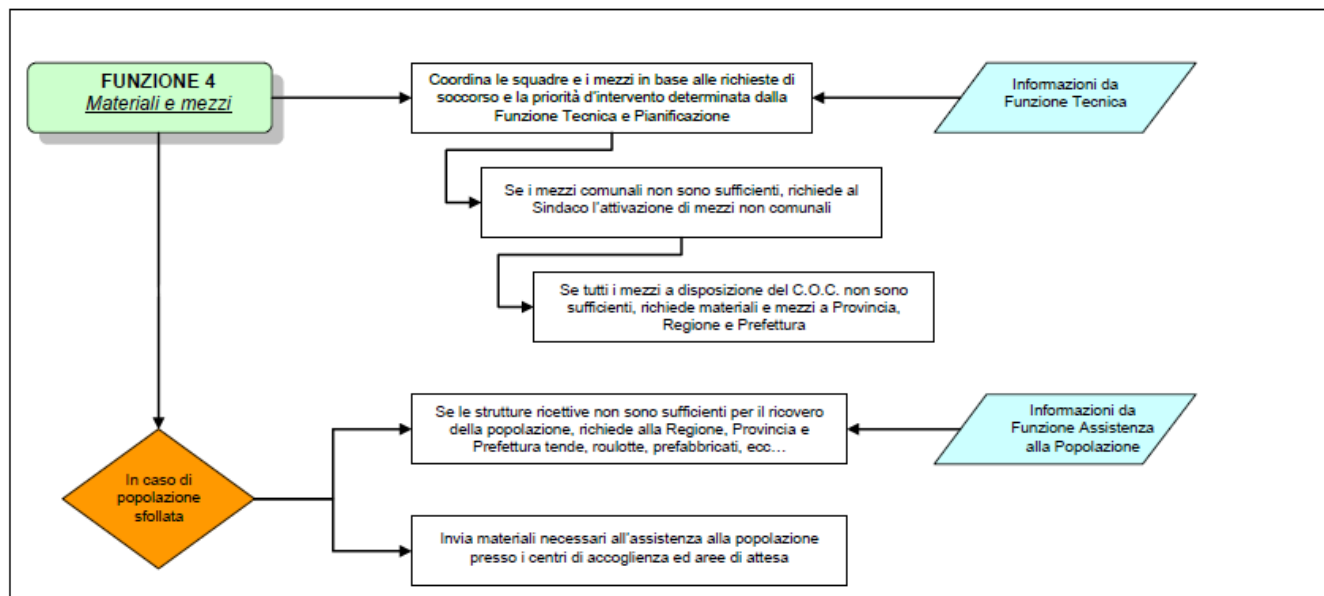 FUNZIONE 4
Materiali e mezzi
Coordina le squadre e i mezzi in base alle richieste di
soccorso e la priorità d'intervento determinata dalla
Funzione Tecnica e Pianificazione
Informazioni da
Funzione Tecnica
Se i mezzi comunali non sono sufficienti, richiede al
Sindaco l'attivazione di mezzi non comunali
Se tutti i mezzi a disposizione del C.O.C. non sono
sufficienti, richiede materiali e mezzi a Provincia,
Regione e Prefettura
Se le strutture ricettive non sono sufficienti per il ricovero
della popolazione, richiede alla Regione, Provincia e
Prefettura tende, roulotte, prefabbricati, ecc…
Informazioni da
Funzione Assistenza
alla Popolazione
In caso di
popolazione
sfollata
Invia materiali necessari all'assistenza alla popolazione
presso i centri di accoglienza ed aree di attesa